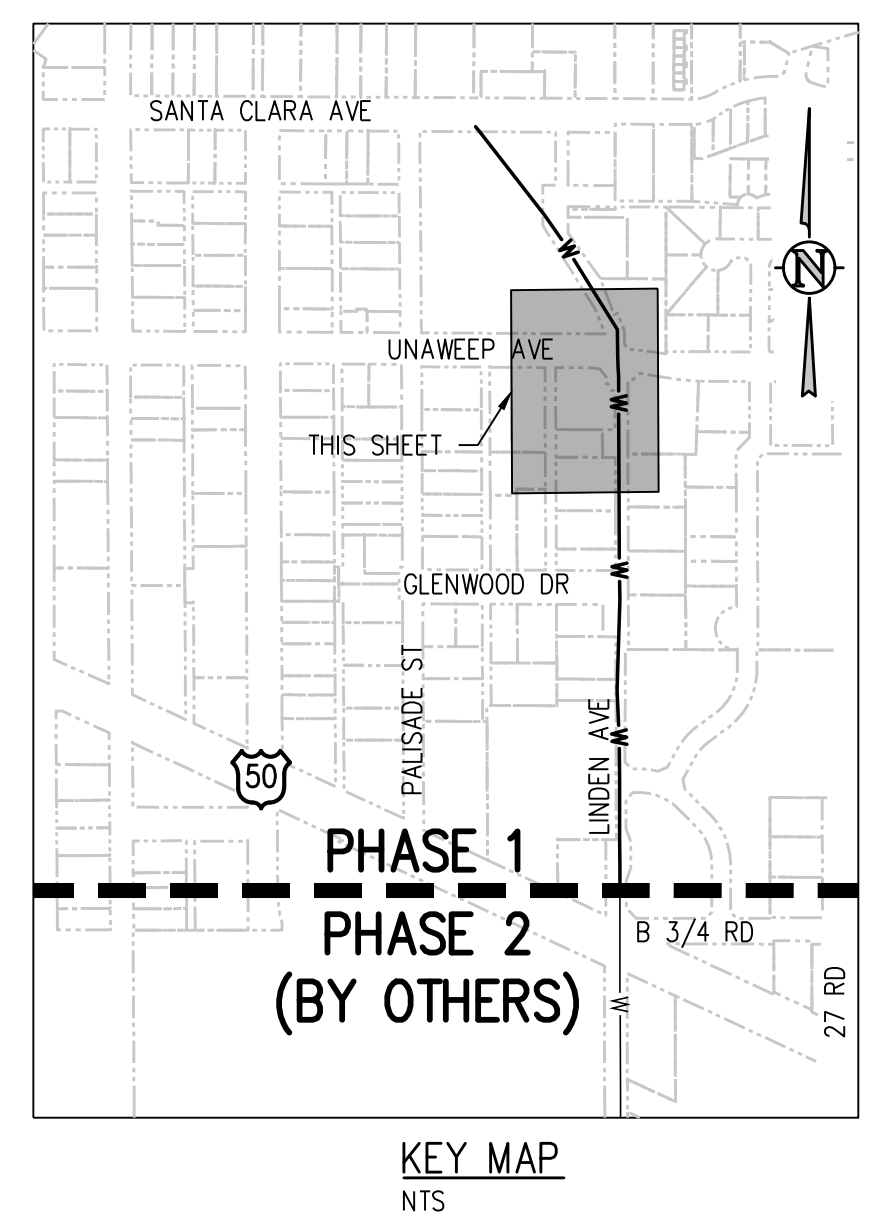 SANTA CLARA AVE
W
N
UNAWEEP AVE
W
THIS SHEET
W
GLENWOOD DR
PALISADE ST
LINDEN AVE
W
50
PHASE 1
PHASE 2
(BY OTHERS)
B 3/4 RD
27 RD
W
KEY MAP
NTS